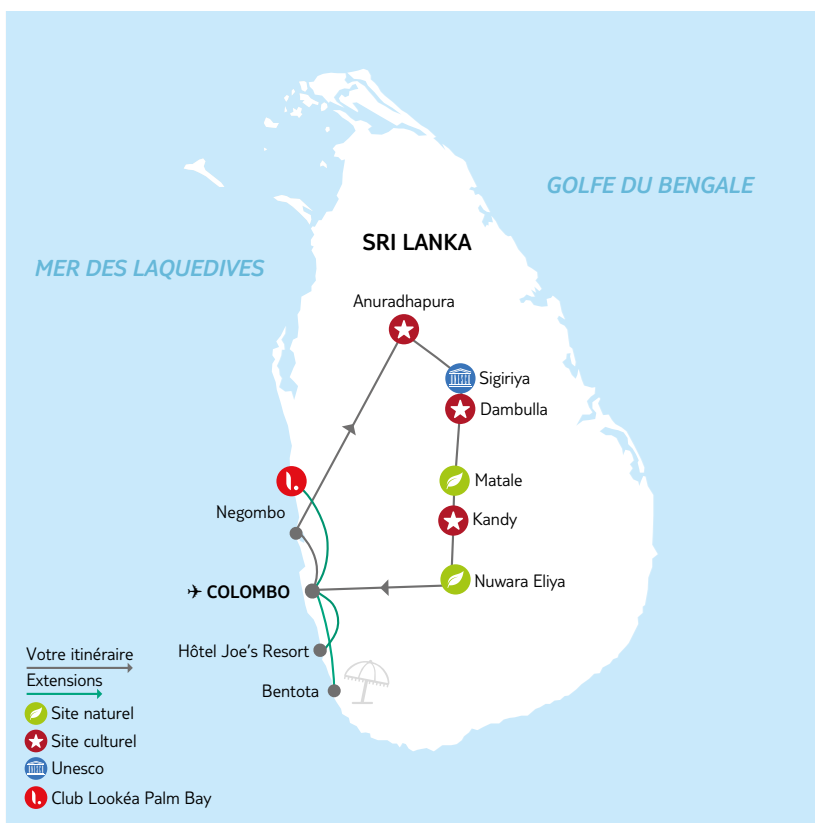 GOLFE DU BENGALE
SRI LANKA
MER DES LAQUEDIVES
Anuradhapura
Sigiriya
Dambulla
Matale
Negombo
Kandy
Nuwara Eliya
COLOMBO
Hôtel Joe's Resort
Bentota
Votre itinéraire
Extensions
Site naturel
Site culturel
Unesco
Club Lookéa Palm Bay